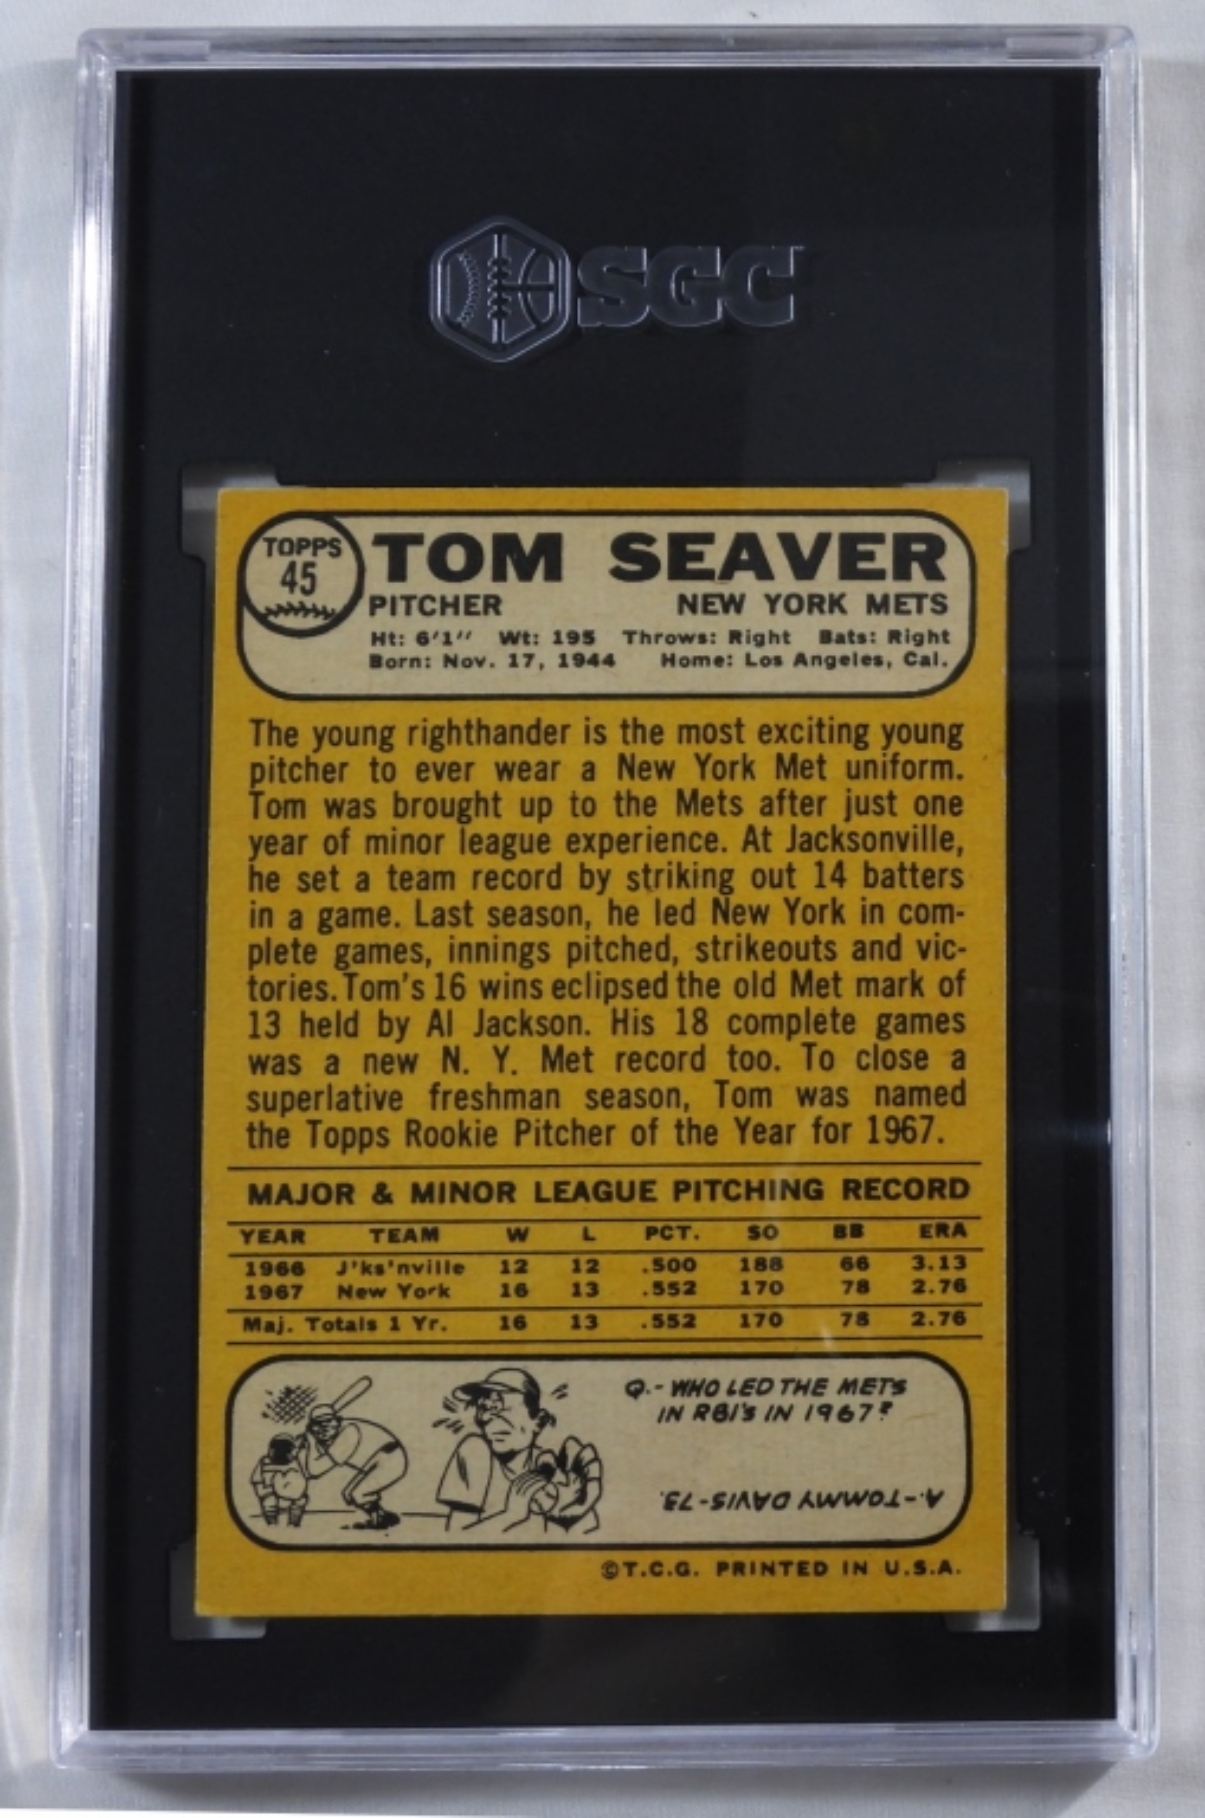 SGC
TOPPS
45
TOM SEAVER
PITCHER NEW YORK METS
Ht: 6'1" Wt: 195 Throws: Right Bats: Right
Born: Nov. 17, 1944 Home: Los Angeles, Cal.
The young righthander is the most exciting young
pitcher to ever wear a New York Met uniform.
Tom was brought up to the Mets after just one
year of minor league experience. At Jacksonville,
he set a team record by striking out 14 batters
in a game. Last season, he led New York in com-
plete games, innings pitched, strikeouts and vic-
tories. Tom's 16 wins eclipsed the old Met mark of
13 held by Al Jackson. His 18 complete games
was a new N. Y. Met record too. To close a
superlative freshman season, Tom was named
the Topps Rookie Pitcher of the Year for 1967.
MAJOR & MINOR LEAGUE PITCHING RECORD
YEAR TEAM W L PCT. SO BB ERA
1966 J'ks'nville 12 12 .500 188 66 3.13
1967 New York 16 13 .552 170 78 2.76
Maj. Totals 1 Yr. 16 13 .552 170 78 2.76
Q.- WHO LED THE METS
IN RBI'S IN 1967?
A.-TOMMY DAVIS-73.
©T.C.G. PRINTED IN U.S.A.